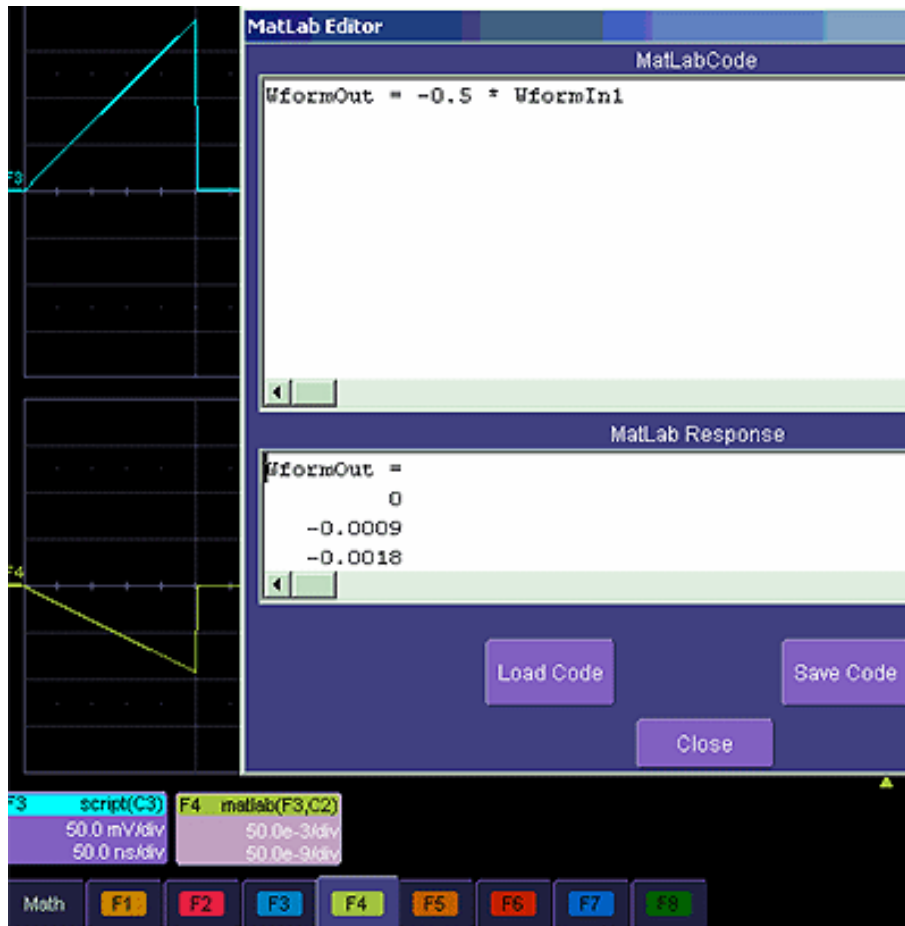 MatLab Editor
MatLabCode
WformOut = -0.5 * WformIn1
F3
MatLab Response
WformOut =
0
-0.0009
-0.0018
F4
Load Code
Save Code
Close
F3 script(C3)
50.0 mV/div
50.0 ns/div
F4 matlab(F3,C2)
50.0e-3/div
50.0e-9/div
Math
F1
F2
F3
F4
F5
F6
F7
F8